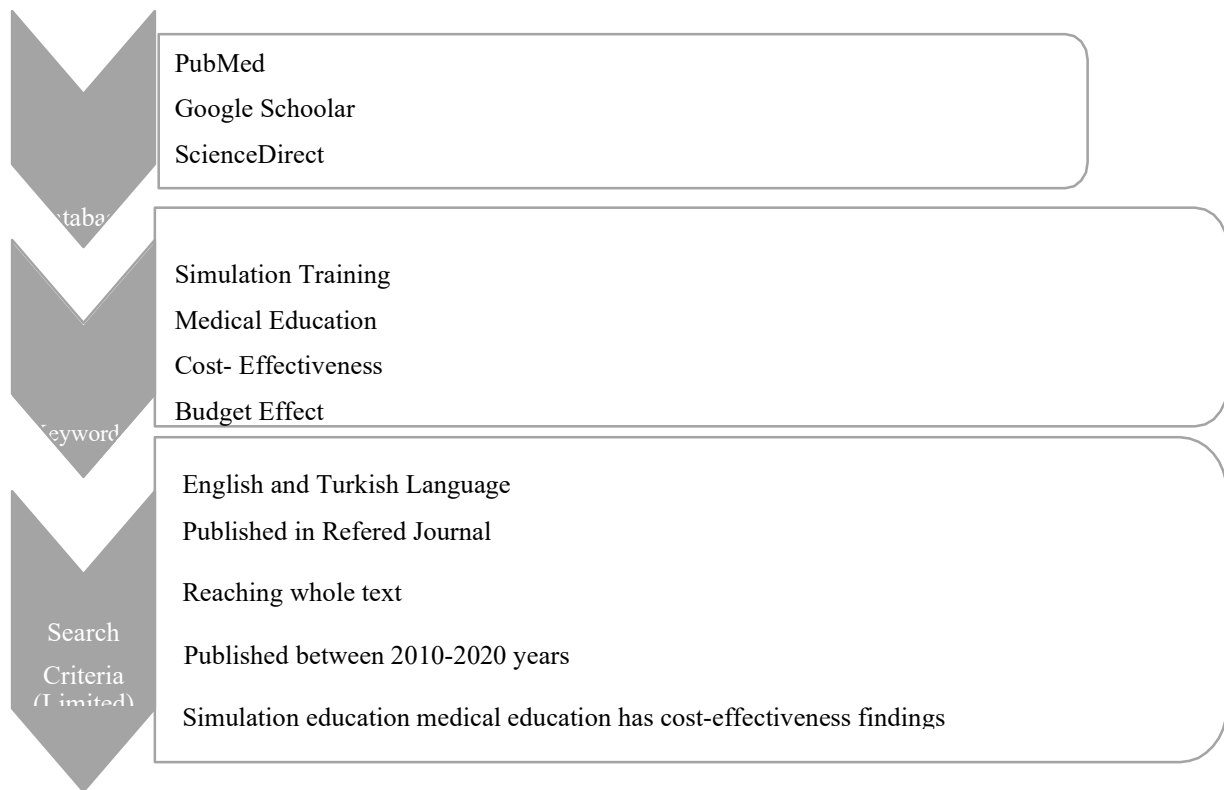 PubMed
Google Schoolar
ScienceDirect
Simulation Training
Medical Education
Cost- Effectiveness
Budget Effect
Search
Criteria
(Limited)
English and Turkish Language
Published in Refered Journal
Reaching whole text
Published between 2010-2020 years
Simulation education medical education has cost-effectiveness findings